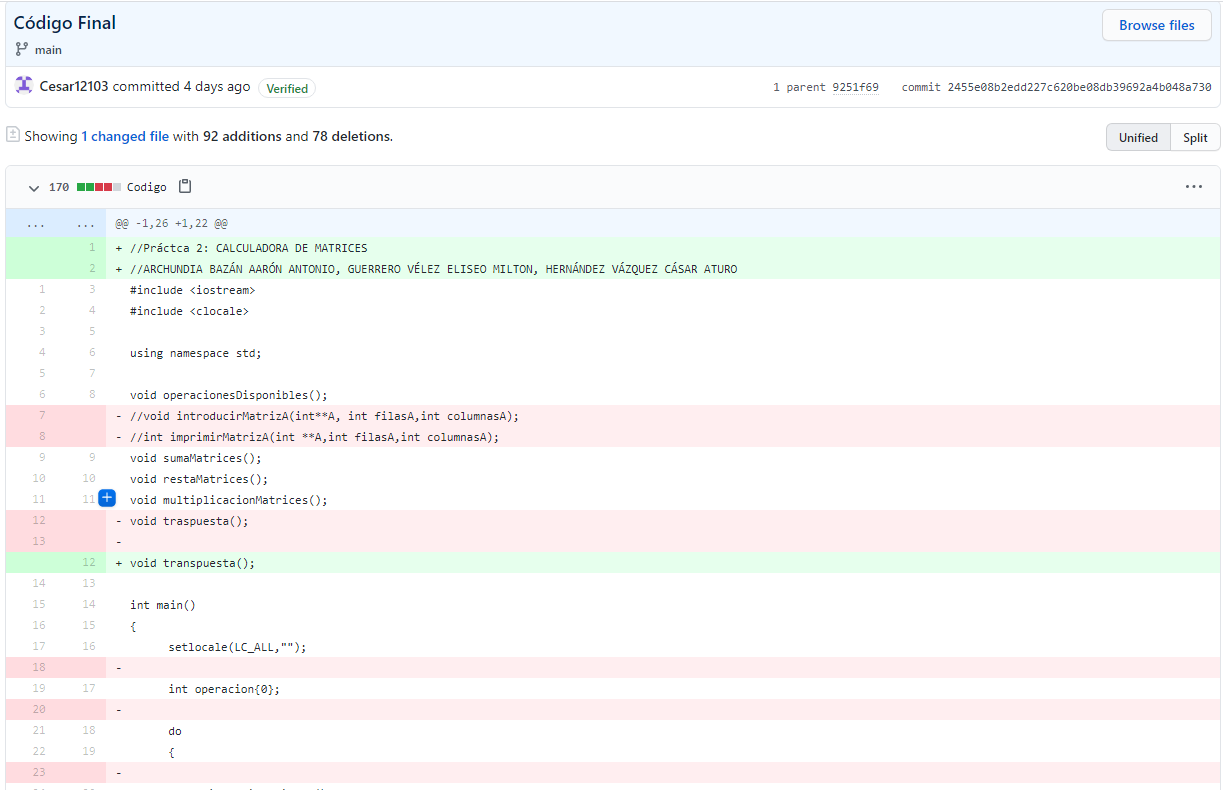 Código Final
Browse files
main
Cesar12103 committed 4 days ago Verified
1 parent 9251f69 commit 2455e08b2edd227c620be08db39692a4b048a730
Showing 1 changed file with 92 additions and 78 deletions.
Unified Split
170 Codigo
... ... @@ -1,26 +1,22 @@
1 + //Práctca 2: CALCULADORA DE MATRICES
2 + //ARCHUNDIA BAZÁN AARÓN ANTONIO, GUERRERO VÉLEZ ELISEO MILTON, HERNÁNDEZ VÁZQUEZ CÁSAR ATURO
1 3 #include <iostream>
2 4 #include <clocale>
3 5
4 6 using namespace std;
5 7
6 8 void operacionesDisponibles();
7 - //void introducirMatrizA(int**A, int filasA,int columnasA);
8 - //int imprimirMatrizA(int **A,int filasA,int columnasA);
9 9 void sumaMatrices();
10 10 void restaMatrices();
11 11 + void multiplicacionMatrices();
12 - void traspuesta();
13 -
12 + void transpuesta();
14 13
15 14 int main()
16 15 {
17 16 setlocale(LC_ALL,"");
18 -
19 17 int operacion{0};
20 -
21 18 do
22 19 {
23 -